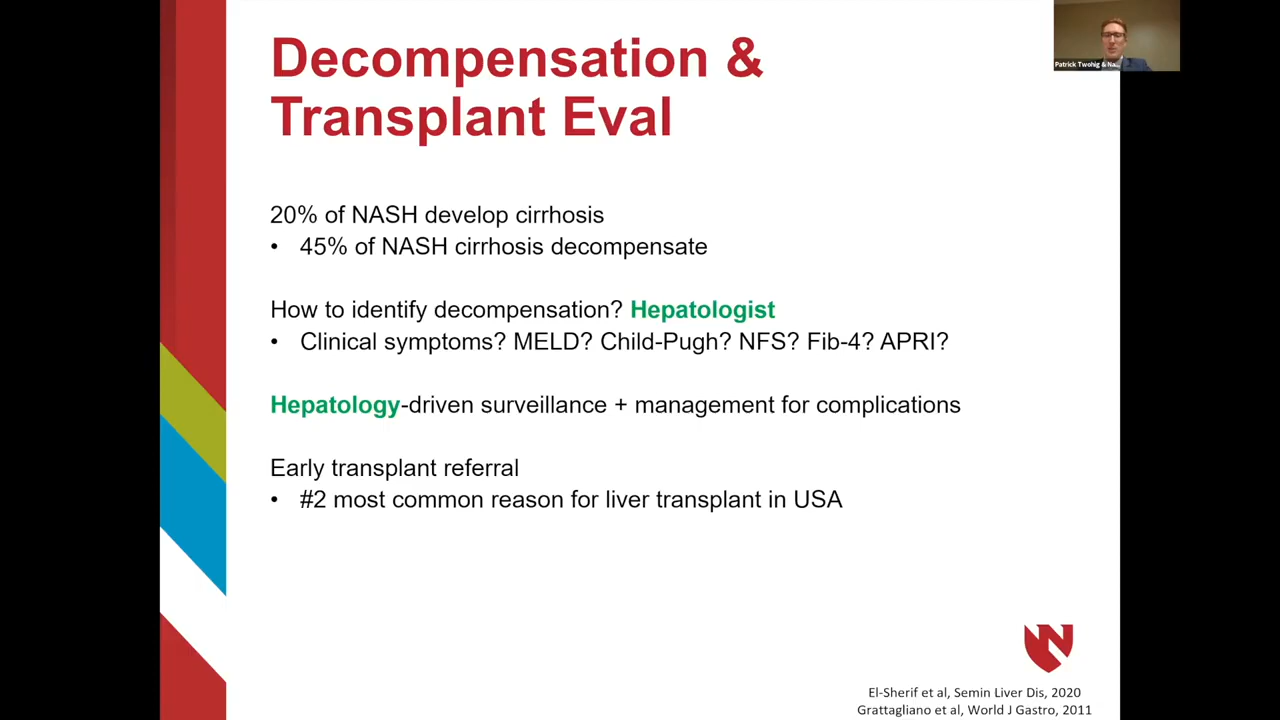 Decompensation &
Transplant Eval
Patrick Twohig & Na...
20% of NASH develop cirrhosis
• 45% of NASH cirrhosis decompensate
How to identify decompensation? Hepatologist
• Clinical symptoms? MELD? Child-Pugh? NFS? Fib-4? APRI?
Hepatology-driven surveillance + management for complications
Early transplant referral
• #2 most common reason for liver transplant in USA
N
El-Sherif et al, Semin Liver Dis, 2020
Grattagliano et al, World J Gastro, 2011